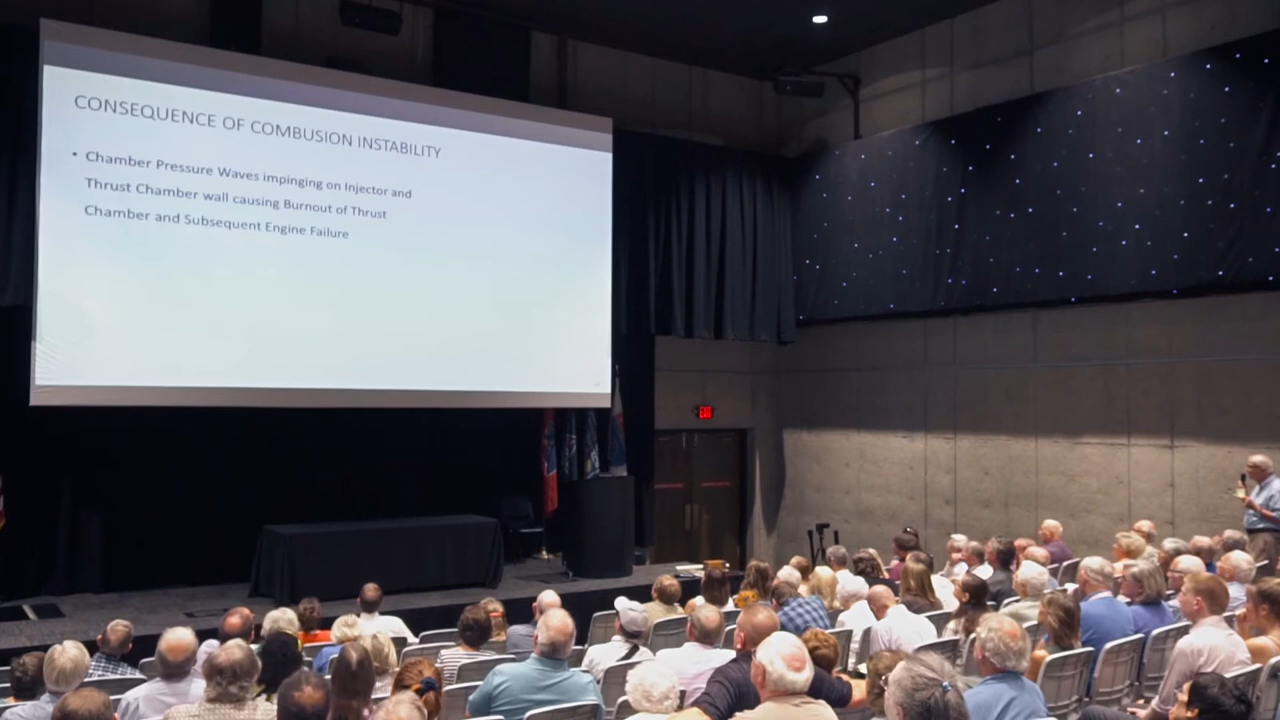 CONSEQUENCE OF COMBUSION INSTABILITY
• Chamber Pressure Waves impinging on Injector and
Thrust Chamber wall causing Burnout of Thrust
Chamber and Subsequent Engine Failure
EXIT